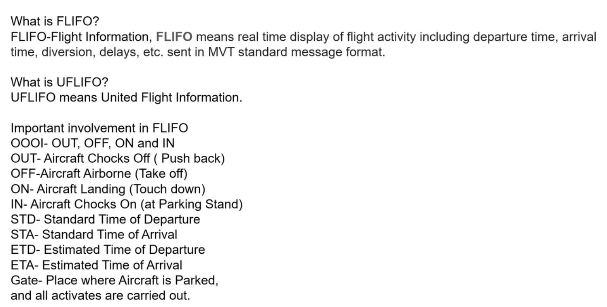 What is FLIFO?
FLIFO-Flight Information, FLIFO means real time display of flight activity including departure time, arrival
time, diversion, delays, etc. sent in MVT standard message format.
What is UFLIFO?
UFLIFO means United Flight Information.
Important involvement in FLIFO
OOOI- OUT, OFF, ON and IN
OUT- Aircraft Chocks Off ( Push back)
OFF-Aircraft Airborne (Take off)
ON- Aircraft Landing (Touch down)
IN- Aircraft Chocks On (at Parking Stand)
STD- Standard Time of Departure
STA- Standard Time of Arrival
ETD- Estimated Time of Departure
ETA- Estimated Time of Arrival
Gate- Place where Aircraft is Parked,
and all activates are carried out.